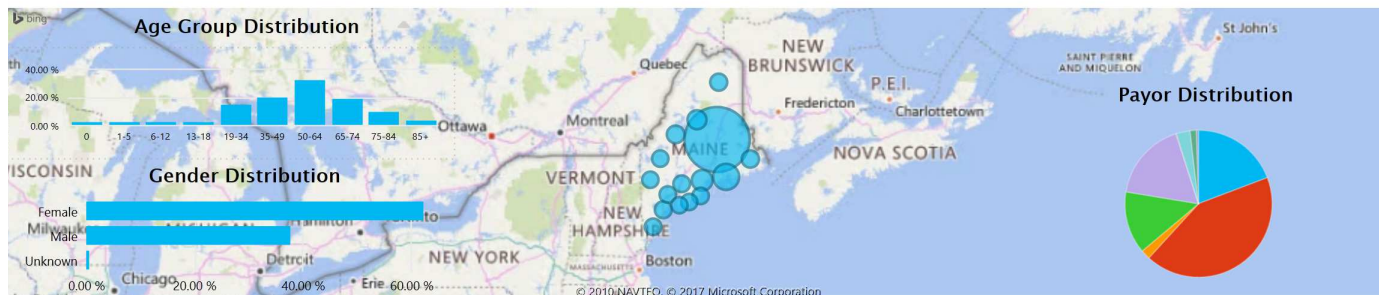 bing
Age Group Distribution
40.00 %
20.00 %
0.00 %
0
1-5
6-12
13-18
19-34
35-49
50-64
65-74
75-84
85+
Gender Distribution
Female
Male
Unknown
0.00 %
20.00 %
40.00 %
60.00 %
Payor Distribution
St John's
SAINT PIERRE
AND MIQUELON
NEW
BRUNSWICK
Quebec
P.E.I.
Fredericton
Charlottetown
Ottawa
Montreal
MAINE
NOVA SCOTIA
VERMONT
NEW
HAMPSHIRE
NEW YORK
MASSACHUSETTS
Boston
Hamilton
Detroit
Erie
Chicago
MICHIGAN
© 2010 NAVTEQ, © 2017 Microsoft Corporation